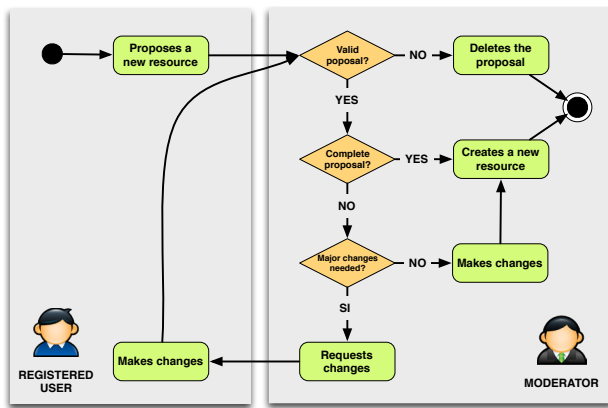 Proposes a
new resource
Valid
poposal?
NO
Deletes the
proposal
YES
Complete
proposal?
YES
Creates a new
resource
NO
Major changes
needed?
NO
Makes changes
SI
Makes changes
Requests
changes
REGISTERED
USER
MODERATOR